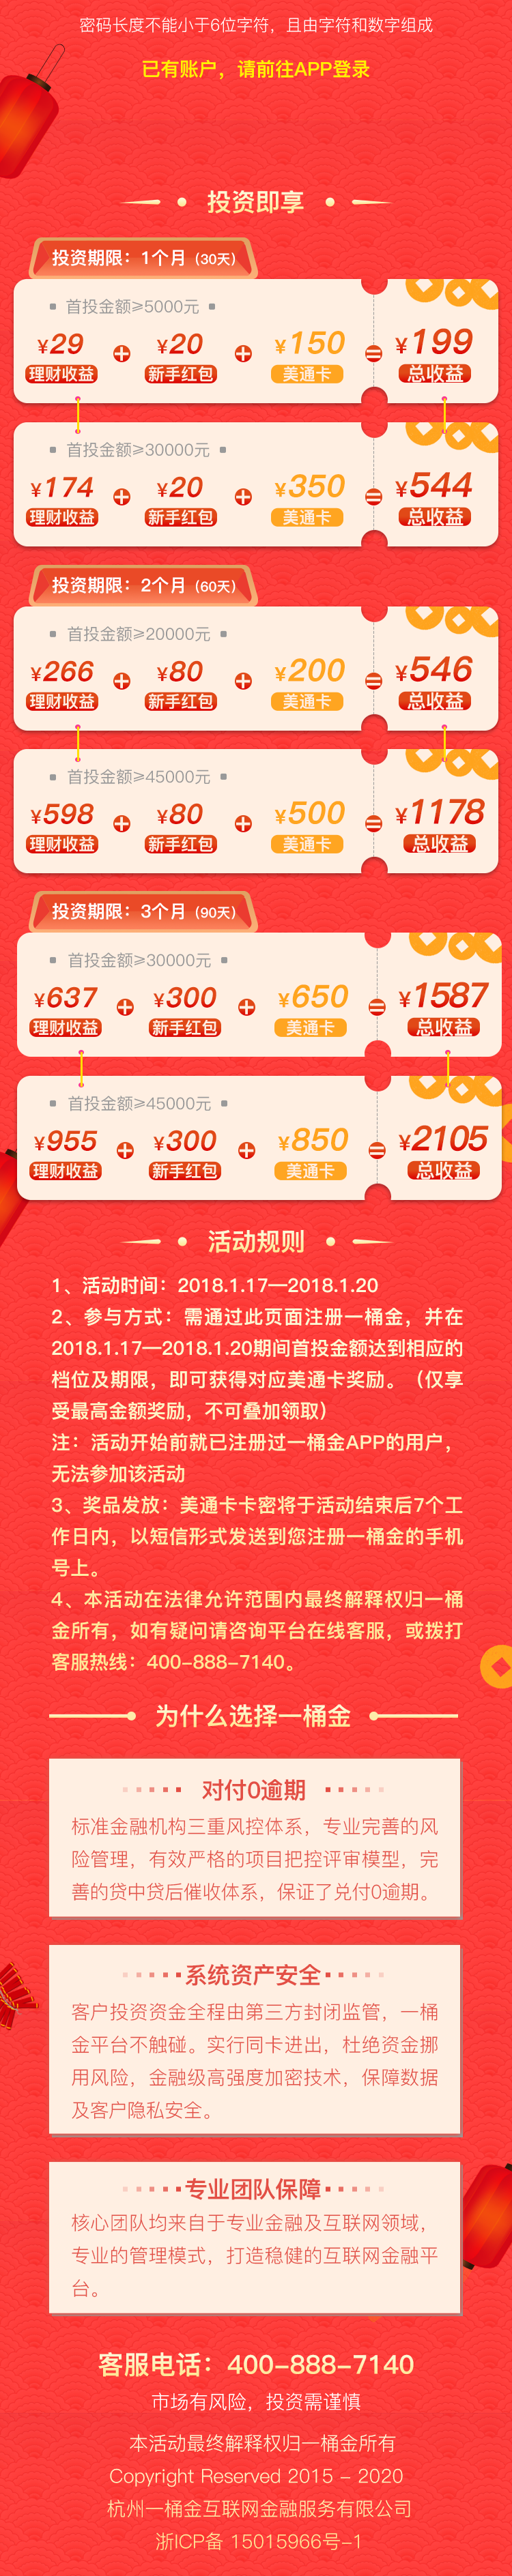 密码长度不能小于6位字符，且由字符和数字组成
已有账户，请前往APP登录
投资即享
投资期限：1个月（30天）
首投金额≥5000元
¥29 + ¥20 + ¥150 = ¥199
理财收益 新手红包 美通卡 总收益
首投金额≥30000元
¥174 + ¥20 + ¥350 = ¥544
理财收益 新手红包 美通卡 总收益
投资期限：2个月（60天）
首投金额≥20000元
¥266 + ¥80 + ¥200 = ¥546
理财收益 新手红包 美通卡 总收益
首投金额≥45000元
¥598 + ¥80 + ¥500 = ¥1178
理财收益 新手红包 美通卡 总收益
投资期限：3个月（90天）
首投金额≥30000元
¥637 + ¥300 + ¥650 = ¥1587
理财收益 新手红包 美通卡 总收益
首投金额≥45000元
¥955 + ¥300 + ¥850 = ¥2105
理财收益 新手红包 美通卡 总收益
活动规则
1、活动时间：2018.1.17—2018.1.20
2、参与方式：需通过此页面注册一桶金，并在
2018.1.17—2018.1.20期间首投金额达到相应的
档位及期限，即可获得对应美通卡奖励。（仅享
受最高金额奖励，不可叠加领取）
注：活动开始前就已注册过一桶金APP的用户，
无法参加该活动
3、奖品发放：美通卡卡密将于活动结束后7个工
作日内，以短信形式发送到您注册一桶金的手机
号上。
4、本活动在法律允许范围内最终解释权归一桶
金所有，如有疑问请咨询平台在线客服，或拨打
客服热线：400-888-7140。
为什么选择一桶金
对付0逾期
标准金融机构三重风控体系，专业完善的风
险管理，有效严格的项目把控评审模型，完
善的贷中贷后催收体系，保证了兑付0逾期。
系统资产安全
客户投资资金全程由第三方封闭监管，一桶
金平台不触碰。实行同卡进出，杜绝资金挪
用风险，金融级高强度加密技术，保障数据
及客户隐私安全。
专业团队保障
核心团队均来自于专业金融及互联网领域，
专业的管理模式，打造稳健的互联网金融平
台。
客服电话：400-888-7140
市场有风险，投资需谨慎
本活动最终解释权归一桶金所有
Copyright Reserved 2015 - 2020
杭州一桶金互联网金融服务有限公司
浙ICP备 15015966号-1